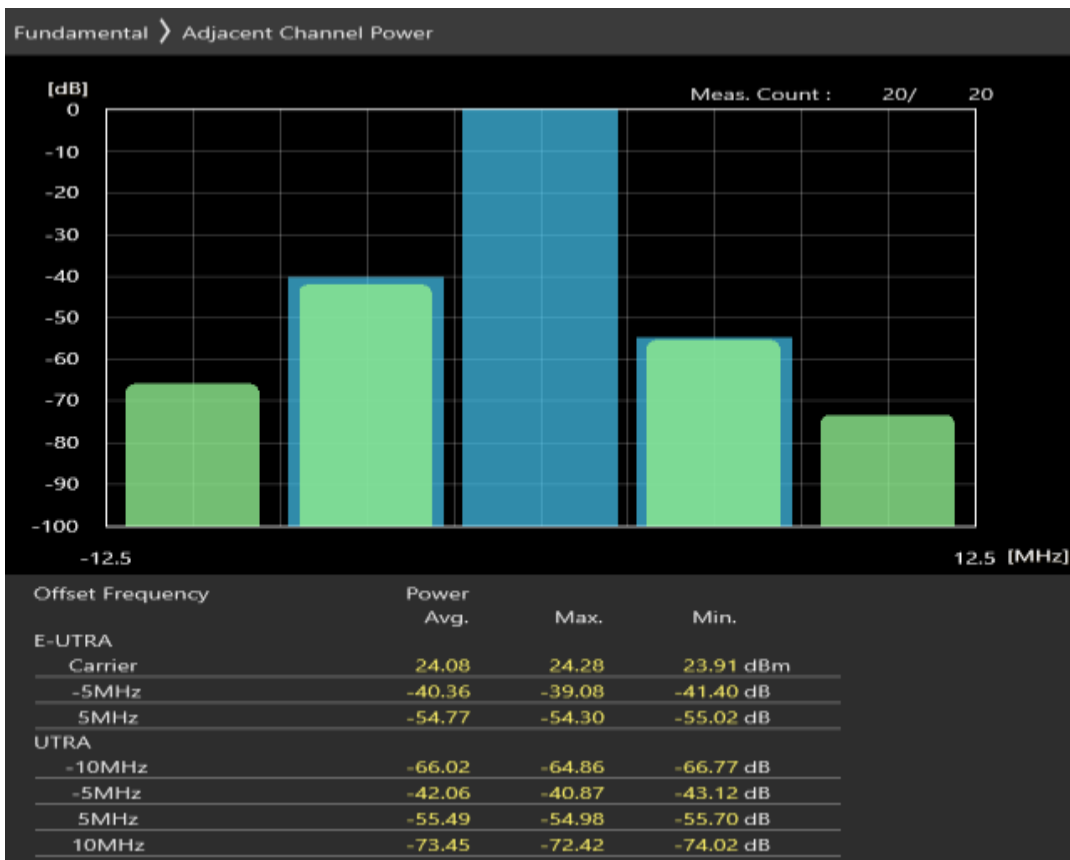 Fundamental 〉 Adjacent Channel Power
[dB]
Meas. Count : 20/ 20
0
-10
-20
-30
-40
-50
-60
-70
-80
-90
-100
-12.5 12.5 [MHz]
Offset Frequency Power
Avg. Max. Min.
E-UTRA
Carrier 24.08 24.28 23.91 dBm
-5MHz -40.36 -39.08 -41.40 dB
5MHz -54.77 -54.30 -55.02 dB
UTRA
-10MHz -66.02 -64.86 -66.77 dB
-5MHz -42.06 -40.87 -43.12 dB
5MHz -55.49 -54.98 -55.70 dB
10MHz -73.45 -72.42 -74.02 dB